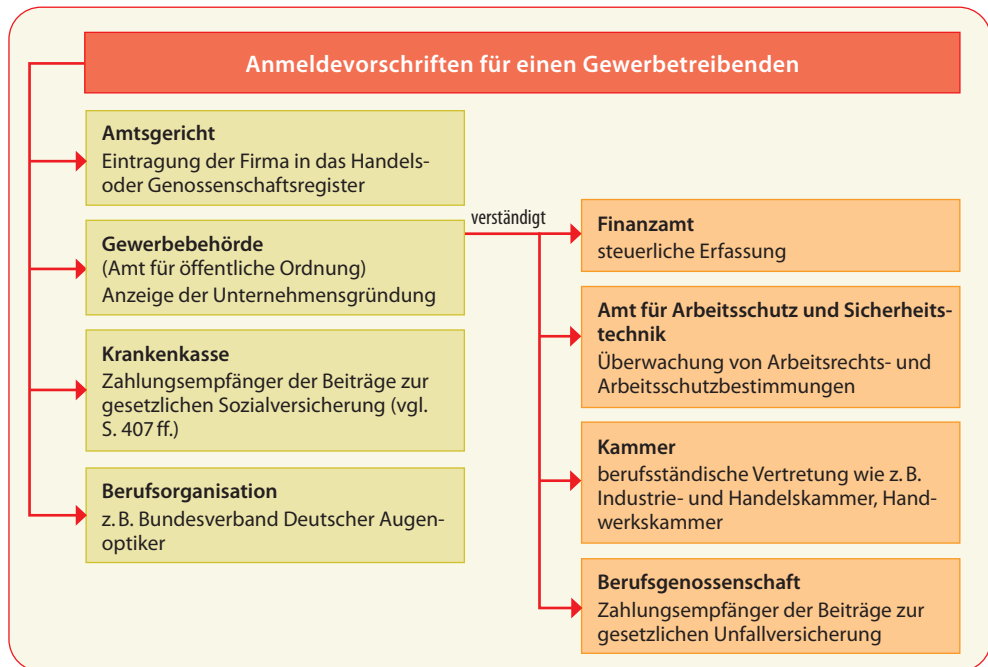 Anmeldevorschriften für einen Gewerbetreibenden
Amtsgericht
Eintragung der Firma in das Handels-
oder Genossenschaftsregister
Gewerbebehörde
(Amt für öffentliche Ordnung)
Anzeige der Unternehmensgründung
Krankenkasse
Zahlungsempfänger der Beiträge zur
gesetzlichen Sozialversicherung (vgl.
S. 407 ff.)
Berufsorganisation
z. B. Bundesverband Deutscher Augen-
optiker
verständigt
Finanzamt
steuerliche Erfassung
Amt für Arbeitsschutz und Sicherheits-
technik
Überwachung von Arbeitsrechts- und
Arbeitsschutzbestimmungen
Kammer
berufsständische Vertretung wie z. B.
Industrie- und Handelskammer, Hand-
werkskammer
Berufsgenossenschaft
Zahlungsempfänger der Beiträge zur
gesetzlichen Unfallversicherung